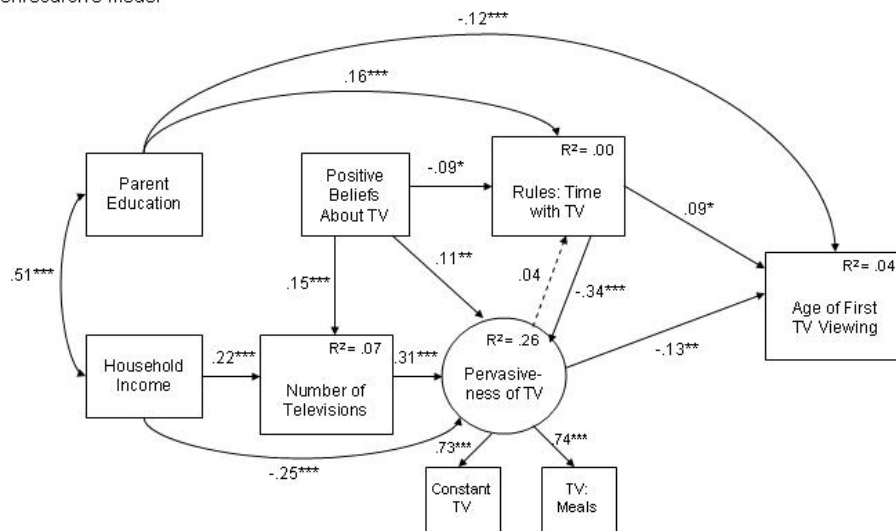 model
-.12***
.16***
Parent
Education
Positive
Beliefs
About TV
-.09*
R²= .00
Rules: Time
with TV
.09*
R²= .04
Age of First
TV Viewing
.51***
.15***
.11**
.04
-.34***
Household
Income
.22***
R²= .07
Number of
Televisions
.31***
R²= .26
Pervasive-
ness of TV
-.13**
-.25***
.73***
.74***
Constant
TV
TV:
Meals